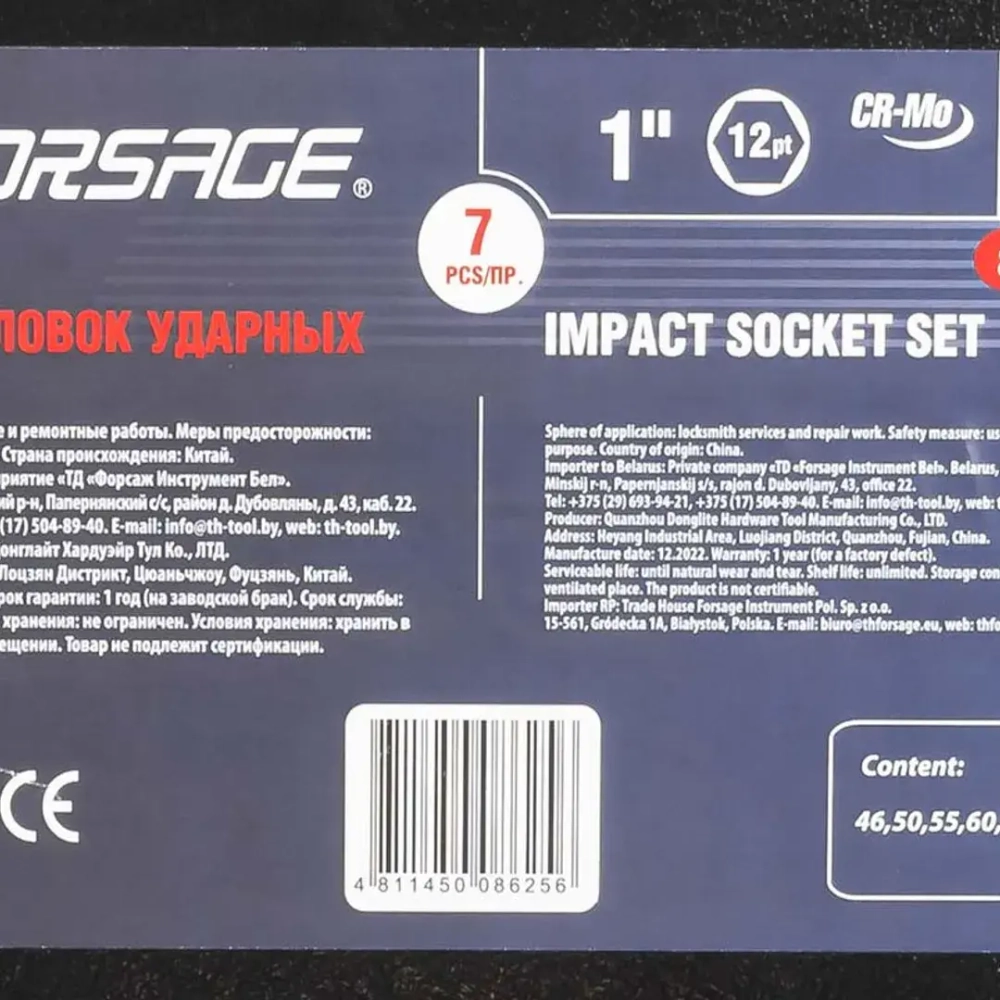 ORSAGE®
1"
12pt
CR-Mo
7
PCS/ПР.
ЛОВОК УДАРНЫХ
IMPACT SOCKET SET
е и ремонтные работы. Меры предосторожности:
Страна происхождения: Китай.
риятие «ТД «Форсаж Инструмент Бел».
ий р-н, Папернянский с/с, район д. Дубовляны, д. 43, каб. 22.
(17) 504-89-40. E-mail: info@th-tool.by, web: th-tool.by.
онглайт Хардуэйр Тул Ко., ЛТД.
Лоцзян Дистрикт, Цюаньчжоу, Фуцзянь, Китай.
рок гарантии: 1 год (на заводской брак). Срок службы:
хранения: не ограничен. Условия хранения: хранить в
ещении. Товар не подлежит сертификации.
Sphere of application: locksmith services and repair work. Safety measure: us
purpose. Country of origin: China.
Importer to Belarus: Private company «TD «Forsage Instrument Bel». Belarus,
Minskij r-n, Papernjanskij s/s, rajon d. Dubovljany, 43, office 22.
Tel: +375 (29) 693-94-21, +375 (17) 504-89-40. E-mail: info@th-tool.by, web:
Producer: Quanzhou Donglite Hardware Tool Manufacturing Co., LTD.
Address: Heyang Industrial Area, Luojiang District, Quanzhou, Fujian, China.
Manufacture date: 12.2022. Warranty: 1 year (for a factory defect).
Serviceable life: until natural wear and tear. Shelf life: unlimited. Storage con
ventilated place. The product is not certifiable.
Importer RP: Trade House Forsage Instrument Pol. Sp. z o.o.
15-561, Gródecka 1A, Białystok, Polska. E-mail: biuro@thforsage.eu, web: thfo
CE
4 811450 086256
Content:
46,50,55,60,